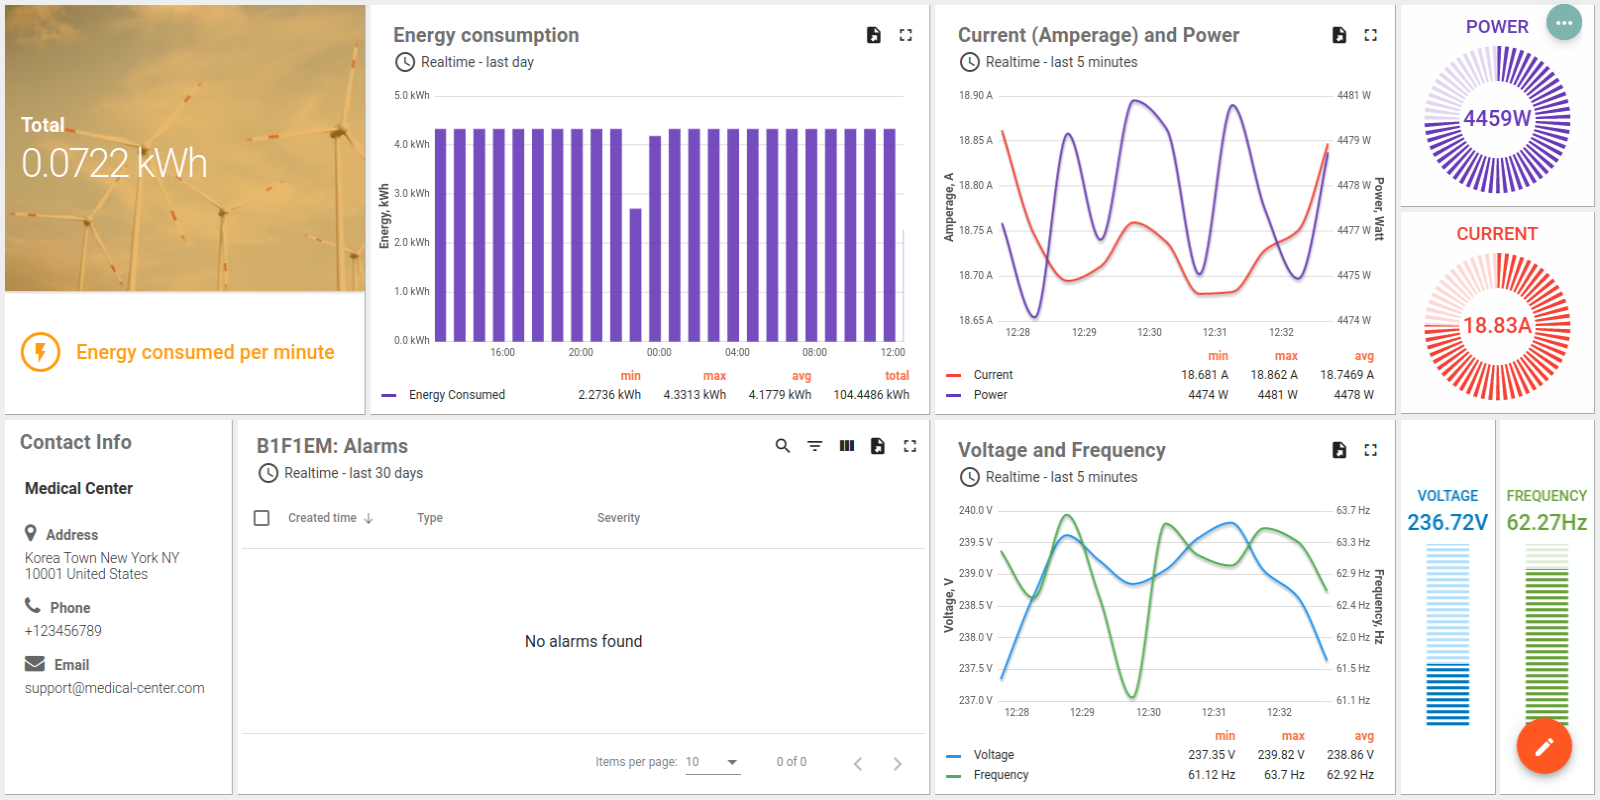 Total
0.0722 kWh
Energy consumed per minute
Energy consumption
Realtime - last day
Energy, kWh
5.0 kWh
4.0 kWh
3.0 kWh
2.0 kWh
1.0 kWh
0.0 kWh
16:00 20:00 00:00 04:00 08:00 12:00
min max avg total
Energy Consumed 2.2736 kWh 4.3313 kWh 4.1779 kWh 104.4486 kWh
Current (Amperage) and Power
Realtime - last 5 minutes
Amperage, A
18.90 A
18.85 A
18.80 A
18.75 A
18.70 A
18.65 A
4481 W
4479 W
4478 W
4477 W
4475 W
4474 W
Power, Watt
12:28 12:29 12:30 12:31 12:32
min max avg
Current 18.681 A 18.862 A 18.7469 A
Power 4474 W 4481 W 4478 W
POWER
4459W
CURRENT
18.83A
Contact Info
Medical Center
Address
Korea Town New York NY
10001 United States
Phone
+123456789
Email
support@medical-center.com
B1F1EM: Alarms
Realtime - last 30 days
Created time Type Severity
No alarms found
Items per page: 10 0 of 0
Voltage and Frequency
Realtime - last 5 minutes
Voltage, V
240.0 V
239.5 V
239.0 V
238.5 V
238.0 V
237.5 V
237.0 V
63.7 Hz
63.3 Hz
62.9 Hz
62.4 Hz
62.0 Hz
61.5 Hz
61.1 Hz
Frequency, Hz
12:28 12:29 12:30 12:31 12:32
min max avg
Voltage 237.35 V 239.82 V 238.86 V
Frequency 61.12 Hz 63.7 Hz 62.92 Hz
VOLTAGE
236.72V
FREQUENCY
62.27Hz